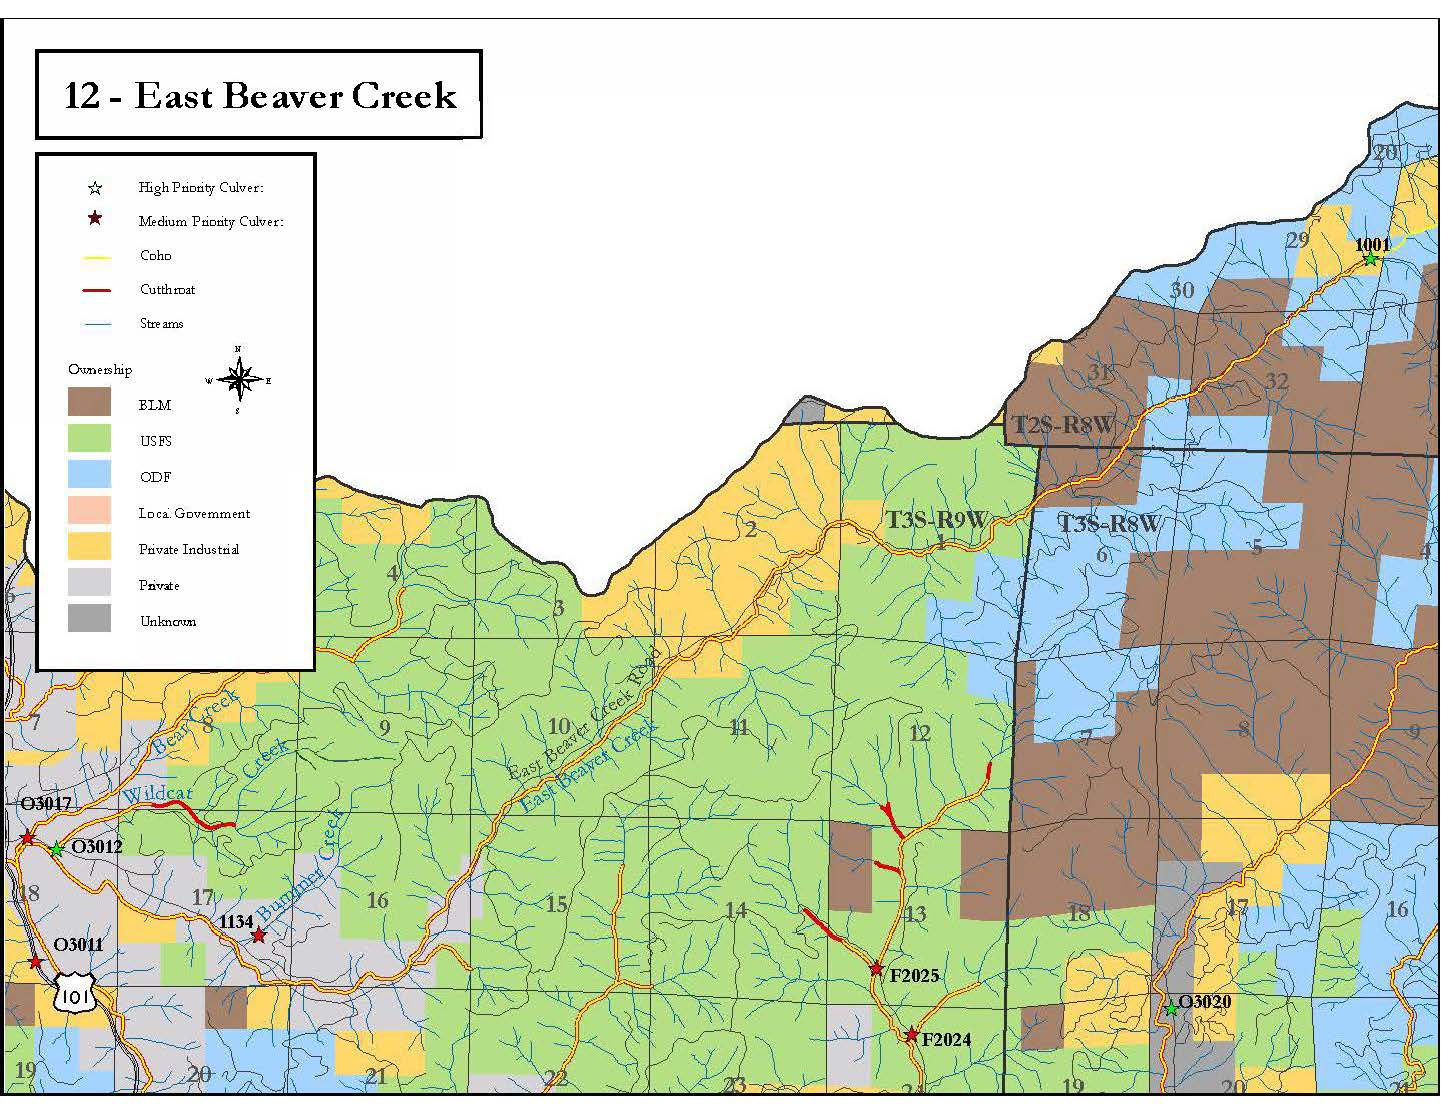 12 - East Beaver Creek
High Priority Culver:
Medium Priority Culver:
Coho
Cutthroat
Streams
N
W E
S
Ownership
BLM
USFS
ODF
Local Government
Private Industrial
Private
Unknown
20
29
1001
30
31
32
T2S-R8W
2
T3S-R9W
1
T3S-R8W
6
5
4
4
3
East Beaver Creek Road
East Beaver Creek
Bear Creek
7
8
9
10
11
12
7
8
9
Wildcat Creek
O3017
O3012
Bummer Creek
18
17
16
15
14
13
18
17
16
1134
O3011
101
F2025
F2024
O3020
19
20
21
22
23
24
19
20
21